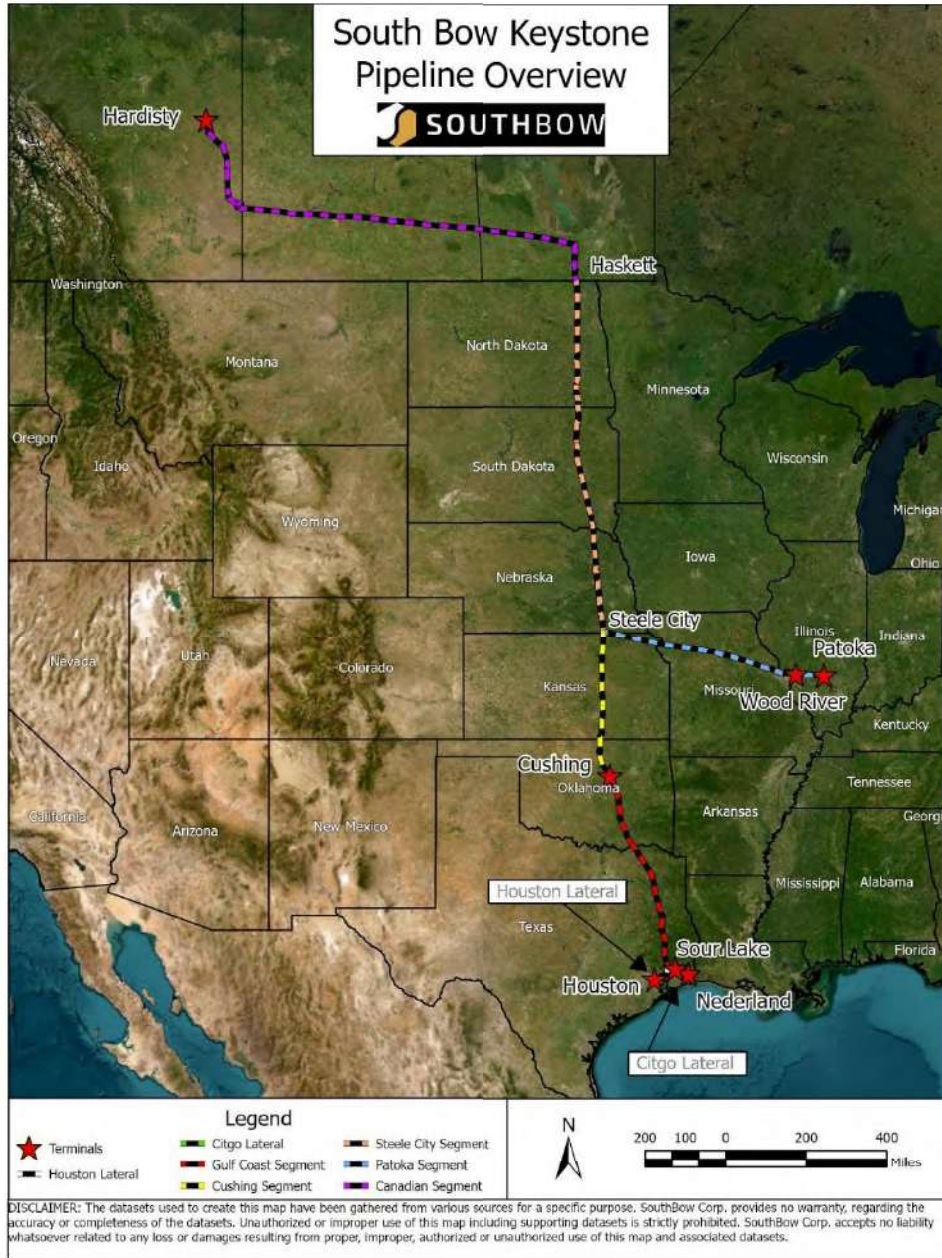 South Bow Keystone
Pipeline Overview
SOUTHBOW
Hardisty
Haskett
Washington
Montana
North Dakota
Minnesota
Oregon
Idaho
South Dakota
Wisconsin
Michigan
Wyoming
Iowa
Ohio
Nebraska
Steele City
Illinois
Indiana
Nevada
Utah
Colorado
Kansas
Missouri
Patoka
Wood River
Kentucky
Cushing
Oklahoma
Tennessee
California
Arizona
New Mexico
Arkansas
Georgi
Houston Lateral
Mississippi
Alabama
Texas
Florida
Sour Lake
Houston
Nederland
Citgo Lateral
Legend
Terminals
Houston Lateral
Citgo Lateral
Gulf Coast Segment
Cushing Segment
Steele City Segment
Patoka Segment
Canadian Segment
N
200 100 0 200 400
Miles
DISCLAIMER: The datasets used to create this map have been gathered from various sources for a specific purpose. SouthBow Corp. provides no warranty, regarding the
accuracy or completeness of the datasets. Unauthorized or improper use of this map including supporting datasets is strictly prohibited. SouthBow Corp. accepts no liability
whatsoever related to any loss or damages resulting from proper, improper, authorized or unauthorized use of this map and associated datasets.